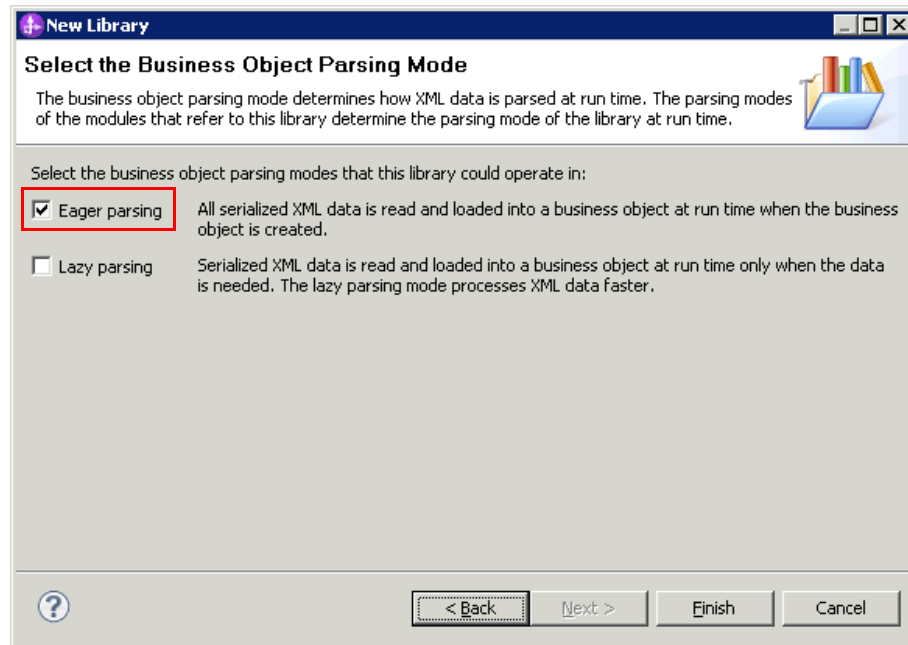 New Library
Select the Business Object Parsing Mode
The business object parsing mode determines how XML data is parsed at run time. The parsing modes
of the modules that refer to this library determine the parsing mode of the library at run time.
Select the business object parsing modes that this library could operate in:
Eager parsing All serialized XML data is read and loaded into a business object at run time when the business
object is created.
Lazy parsing Serialized XML data is read and loaded into a business object at run time only when the data
is needed. The lazy parsing mode processes XML data faster.
? < Back Next > Finish Cancel